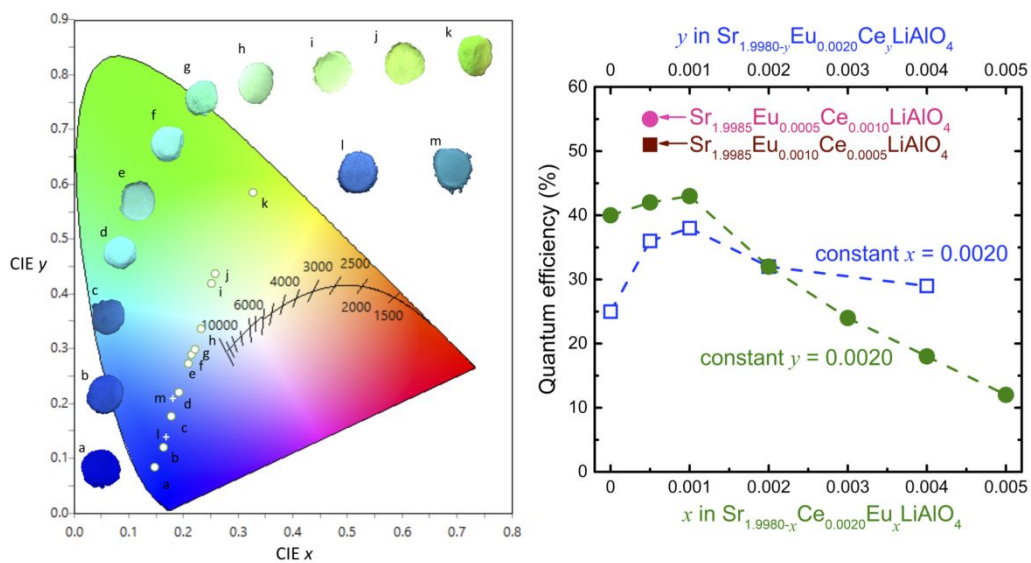 0.9
0.8
0.7
0.6
0.5
CIE y
0.4
0.3
0.2
0.1
0.0
0.0 0.1 0.2 0.3 0.4 0.5 0.6 0.7 0.8
CIE x
a
b
c
d
e
f
g
h
i
j
k
l
m
k
j
i
h
g
f
e
d
m
c
l
b
a
10000
6000
4000
3000
2500
2000
1500
y in Sr1.9980-yEu0.0020CeyLiAlO4
0 0.001 0.002 0.003 0.004 0.005
60
50
40
30
20
10
0
Quantum efficiency (%)
Sr1.9985Eu0.0005Ce0.0010LiAlO4
Sr1.9985Eu0.0010Ce0.0005LiAlO4
constant x = 0.0020
constant y = 0.0020
0 0.001 0.002 0.003 0.004 0.005
x in Sr1.9980-xCe0.0020EuxLiAlO4